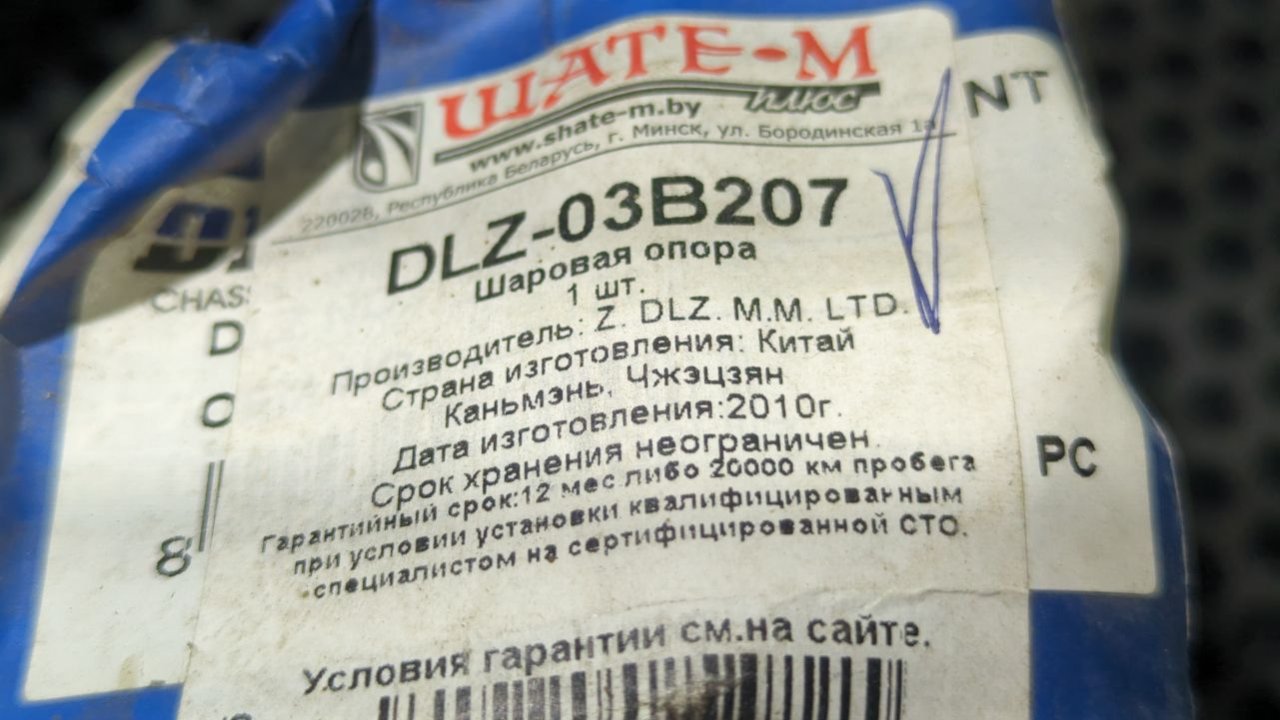 ШАТЕ-М
плюс
www.shate-m.by
220028, Республика Беларусь, г. Минск, ул. Бородинская 1а
NT
DLZ-03B207
Шаровая опора
1 шт.
CHAS
Производитель: Z. DLZ. M.M. LTD.
D
Страна изготовления: Китай
Каньмэнь, Чжэцзян
O
Дата изготовления:2010г.
Срок хранения неограничен.
PC
Гарантийный срок:12 мес либо 20000 км пробега
при условии установки квалифицированным
специалистом на сертифицированной СТО.
8
Условия гарантии см.на сайте.